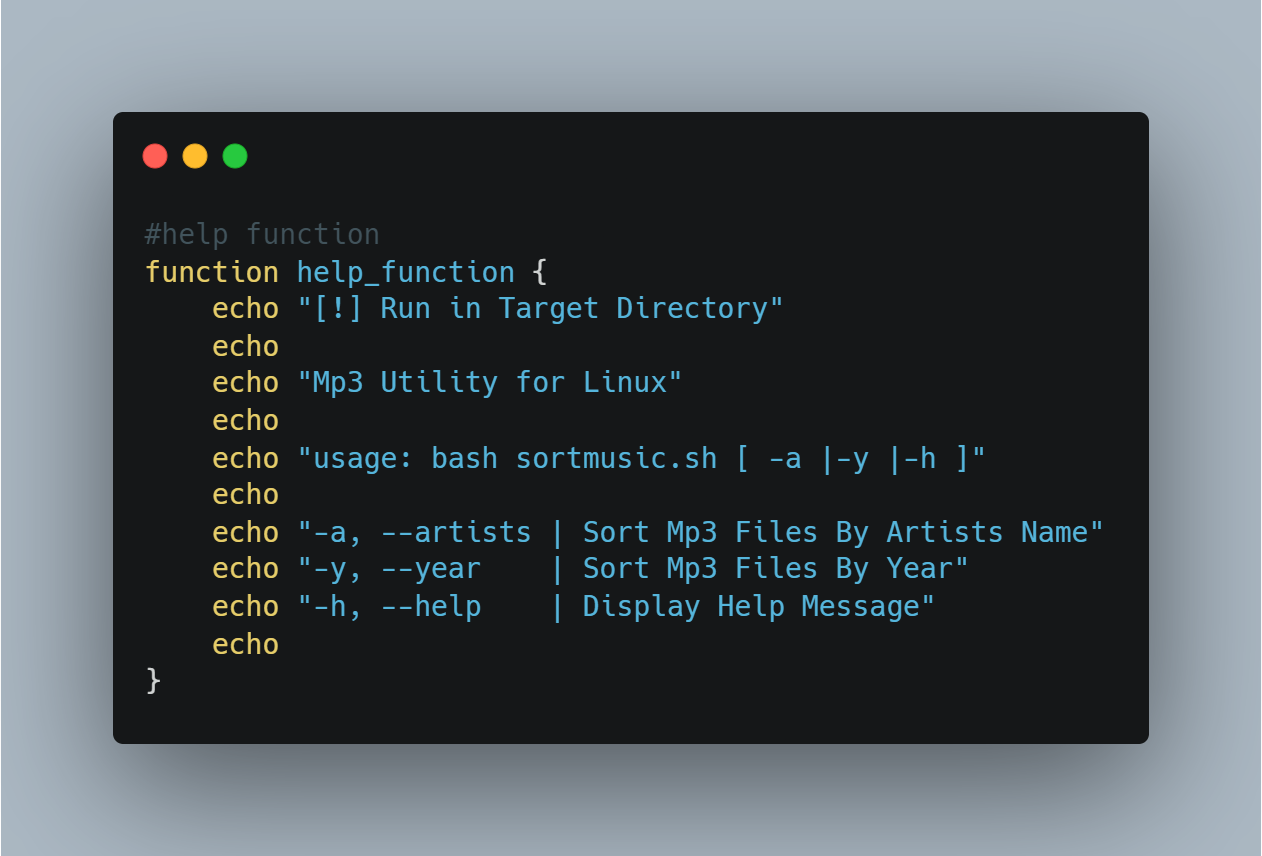 #help function
function help_function {
    echo "[!] Run in Target Directory"
    echo
    echo "Mp3 Utility for Linux"
    echo
    echo "usage: bash sortmusic.sh [ -a |-y |-h ]"
    echo
    echo "-a, --artists | Sort Mp3 Files By Artists Name"
    echo "-y, --year    | Sort Mp3 Files By Year"
    echo "-h, --help    | Display Help Message"
    echo
}